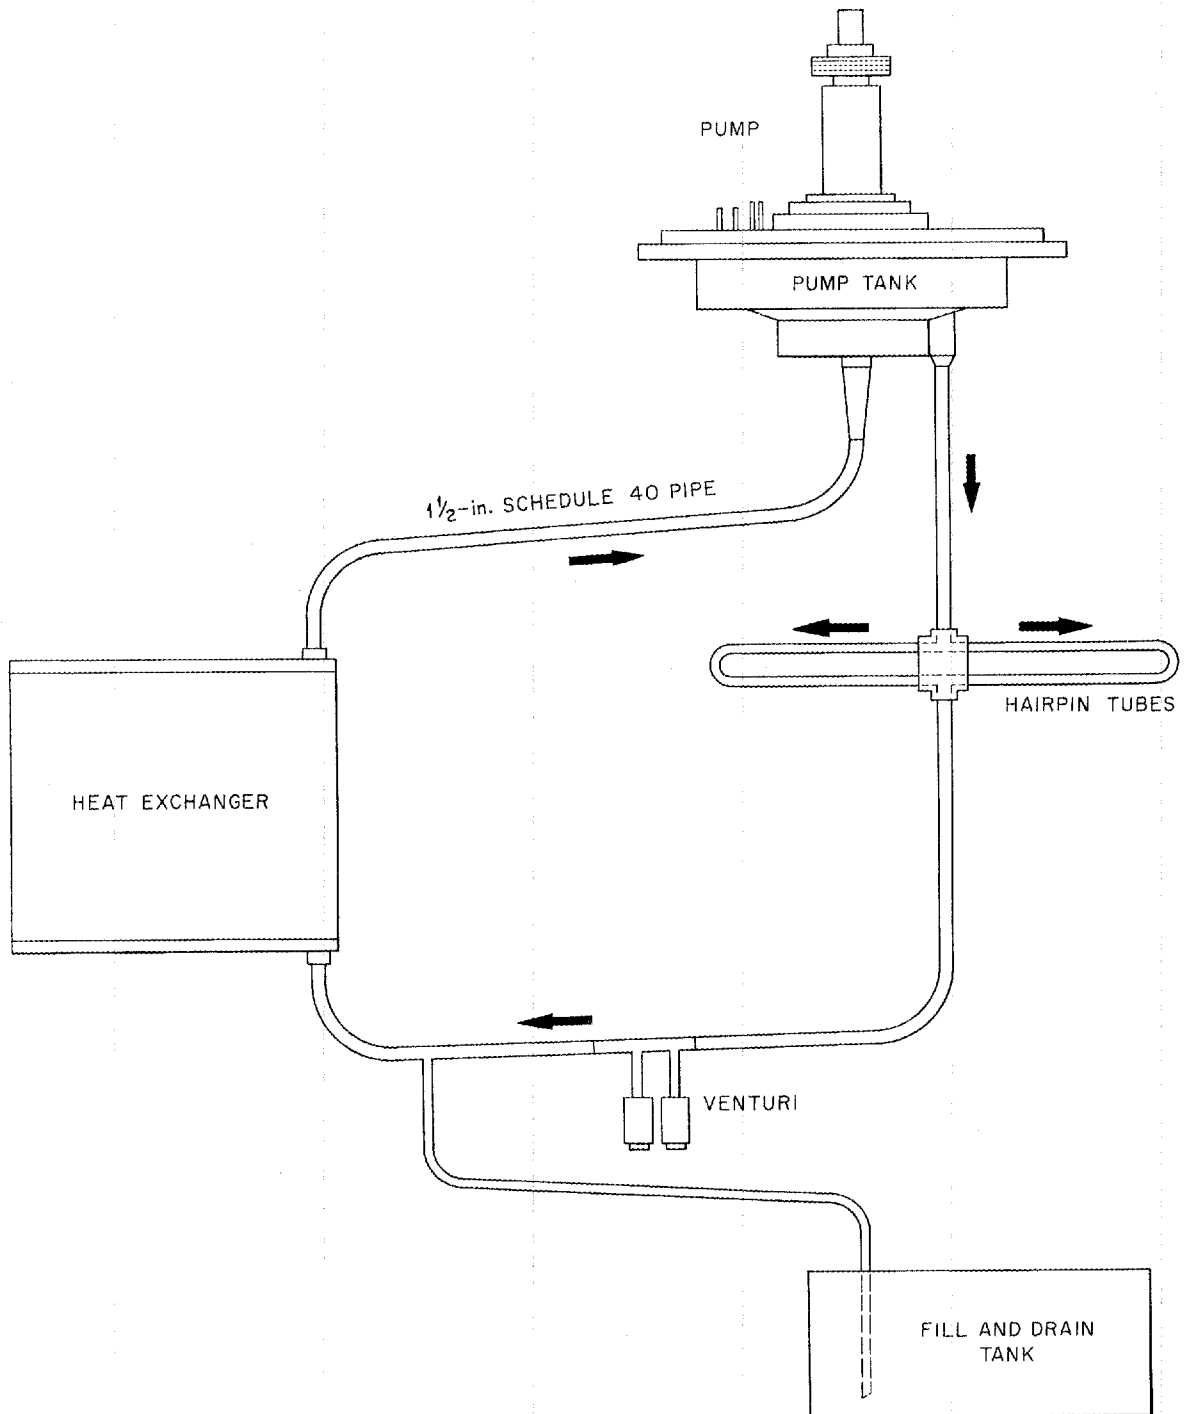 PUMP
PUMP TANK
1½-in. SCHEDULE 40 PIPE
HAIRPIN TUBES
HEAT EXCHANGER
VENTURI
FILL AND DRAIN
TANK